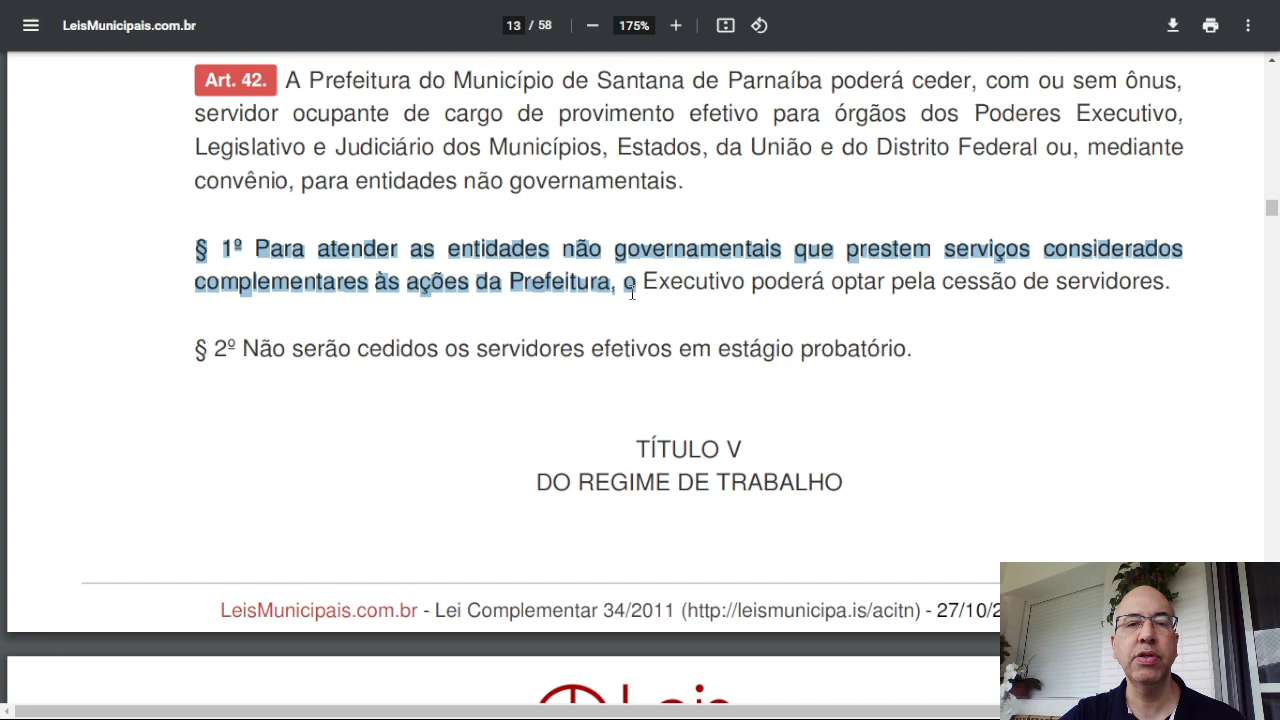 LeisMunicipais.com.br
13 / 58
175%
Art. 42. A Prefeitura do Município de Santana de Parnaíba poderá ceder, com ou sem ônus,
servidor ocupante de cargo de provimento efetivo para órgãos dos Poderes Executivo,
Legislativo e Judiciário dos Municípios, Estados, da União e do Distrito Federal ou, mediante
convênio, para entidades não governamentais.
§ 1º Para atender as entidades não governamentais que prestem serviços considerados
complementares às ações da Prefeitura, o Executivo poderá optar pela cessão de servidores.
§ 2º Não serão cedidos os servidores efetivos em estágio probatório.
TÍTULO V
DO REGIME DE TRABALHO
LeisMunicipais.com.br - Lei Complementar 34/2011 (http://leismunicipa.is/acitn) - 27/10/2